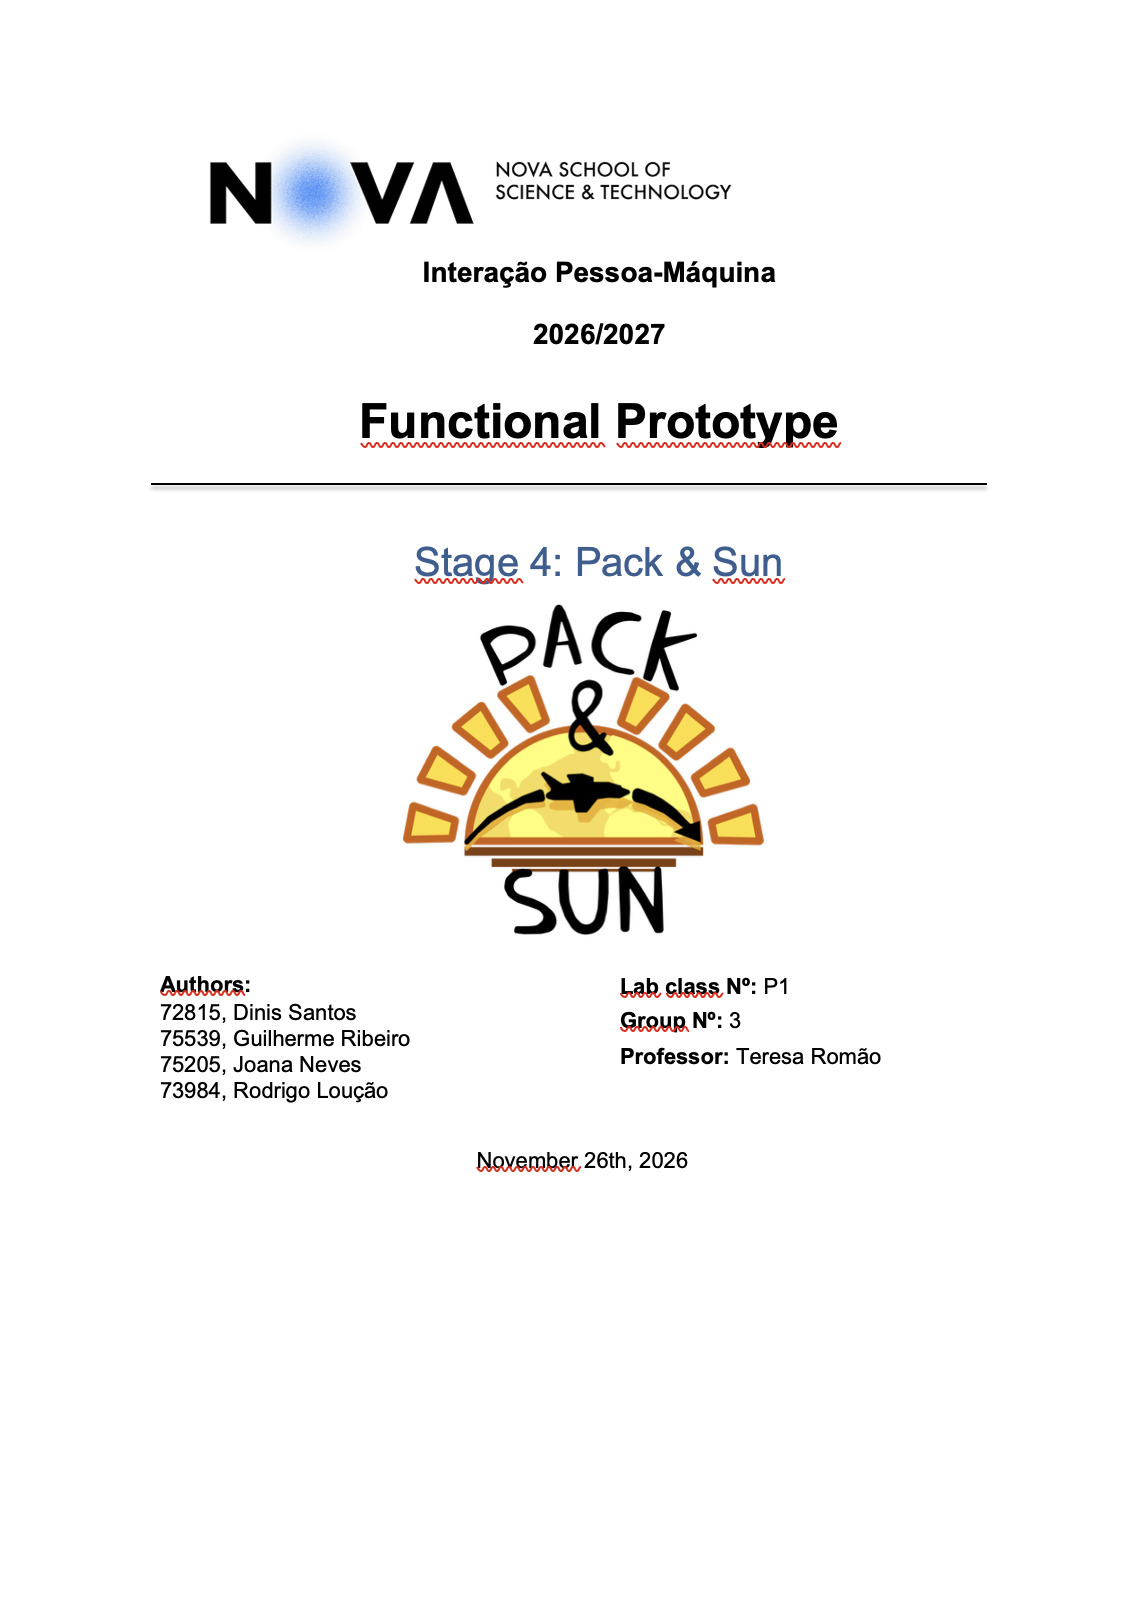 NOVA
NOVA SCHOOL OF
SCIENCE & TECHNOLOGY
Interação Pessoa-Máquina
2026/2027
Functional Prototype
Stage 4: Pack & Sun
PACK
&
SUN
Authors:
72815, Dinis Santos
75539, Guilherme Ribeiro
75205, Joana Neves
73984, Rodrigo Loução
Lab class Nº: P1
Group Nº: 3
Professor: Teresa Romão
November 26th, 2026